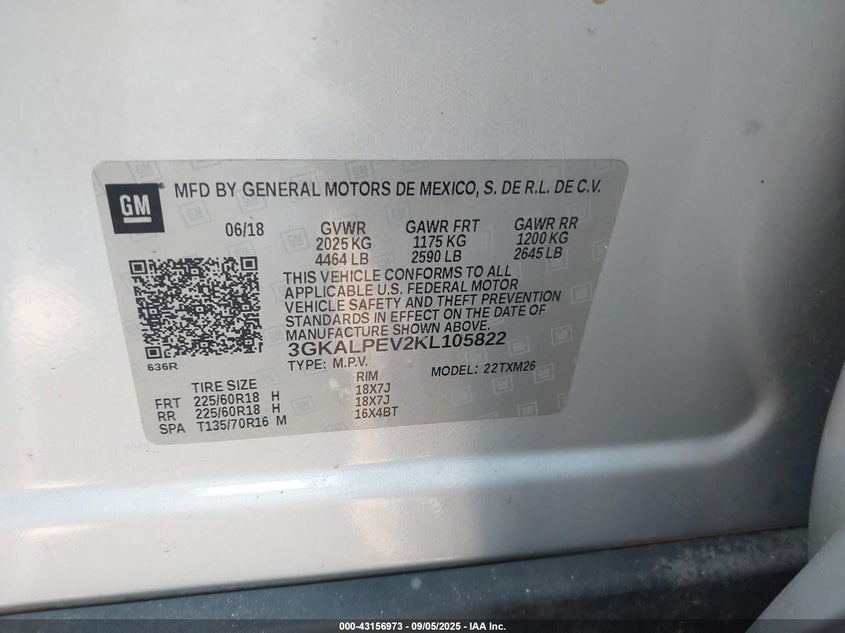 GM
MFD BY GENERAL MOTORS DE MEXICO, S. DE R.L. DE C.V.
06/18 GVWR GAWR FRT GAWR RR
2025 KG 1175 KG 1200 KG
4464 LB 2590 LB 2645 LB
THIS VEHICLE CONFORMS TO ALL
APPLICABLE U.S. FEDERAL MOTOR
VEHICLE SAFETY AND THEFT PREVENTION
STANDARDS IN EFFECT ON THE DATE OF
MANUFACTURE SHOWN ABOVE.
3GKALPEV2KL105822
636R
TYPE: M.P.V. MODEL: 22TXM26
TIRE SIZE RIM
FRT 225/60R18 H 18X7J
RR 225/60R18 H 18X7J
SPA T135/70R16 M 16X4BT
000-43156973 - 09/05/2025 - IAA Inc.